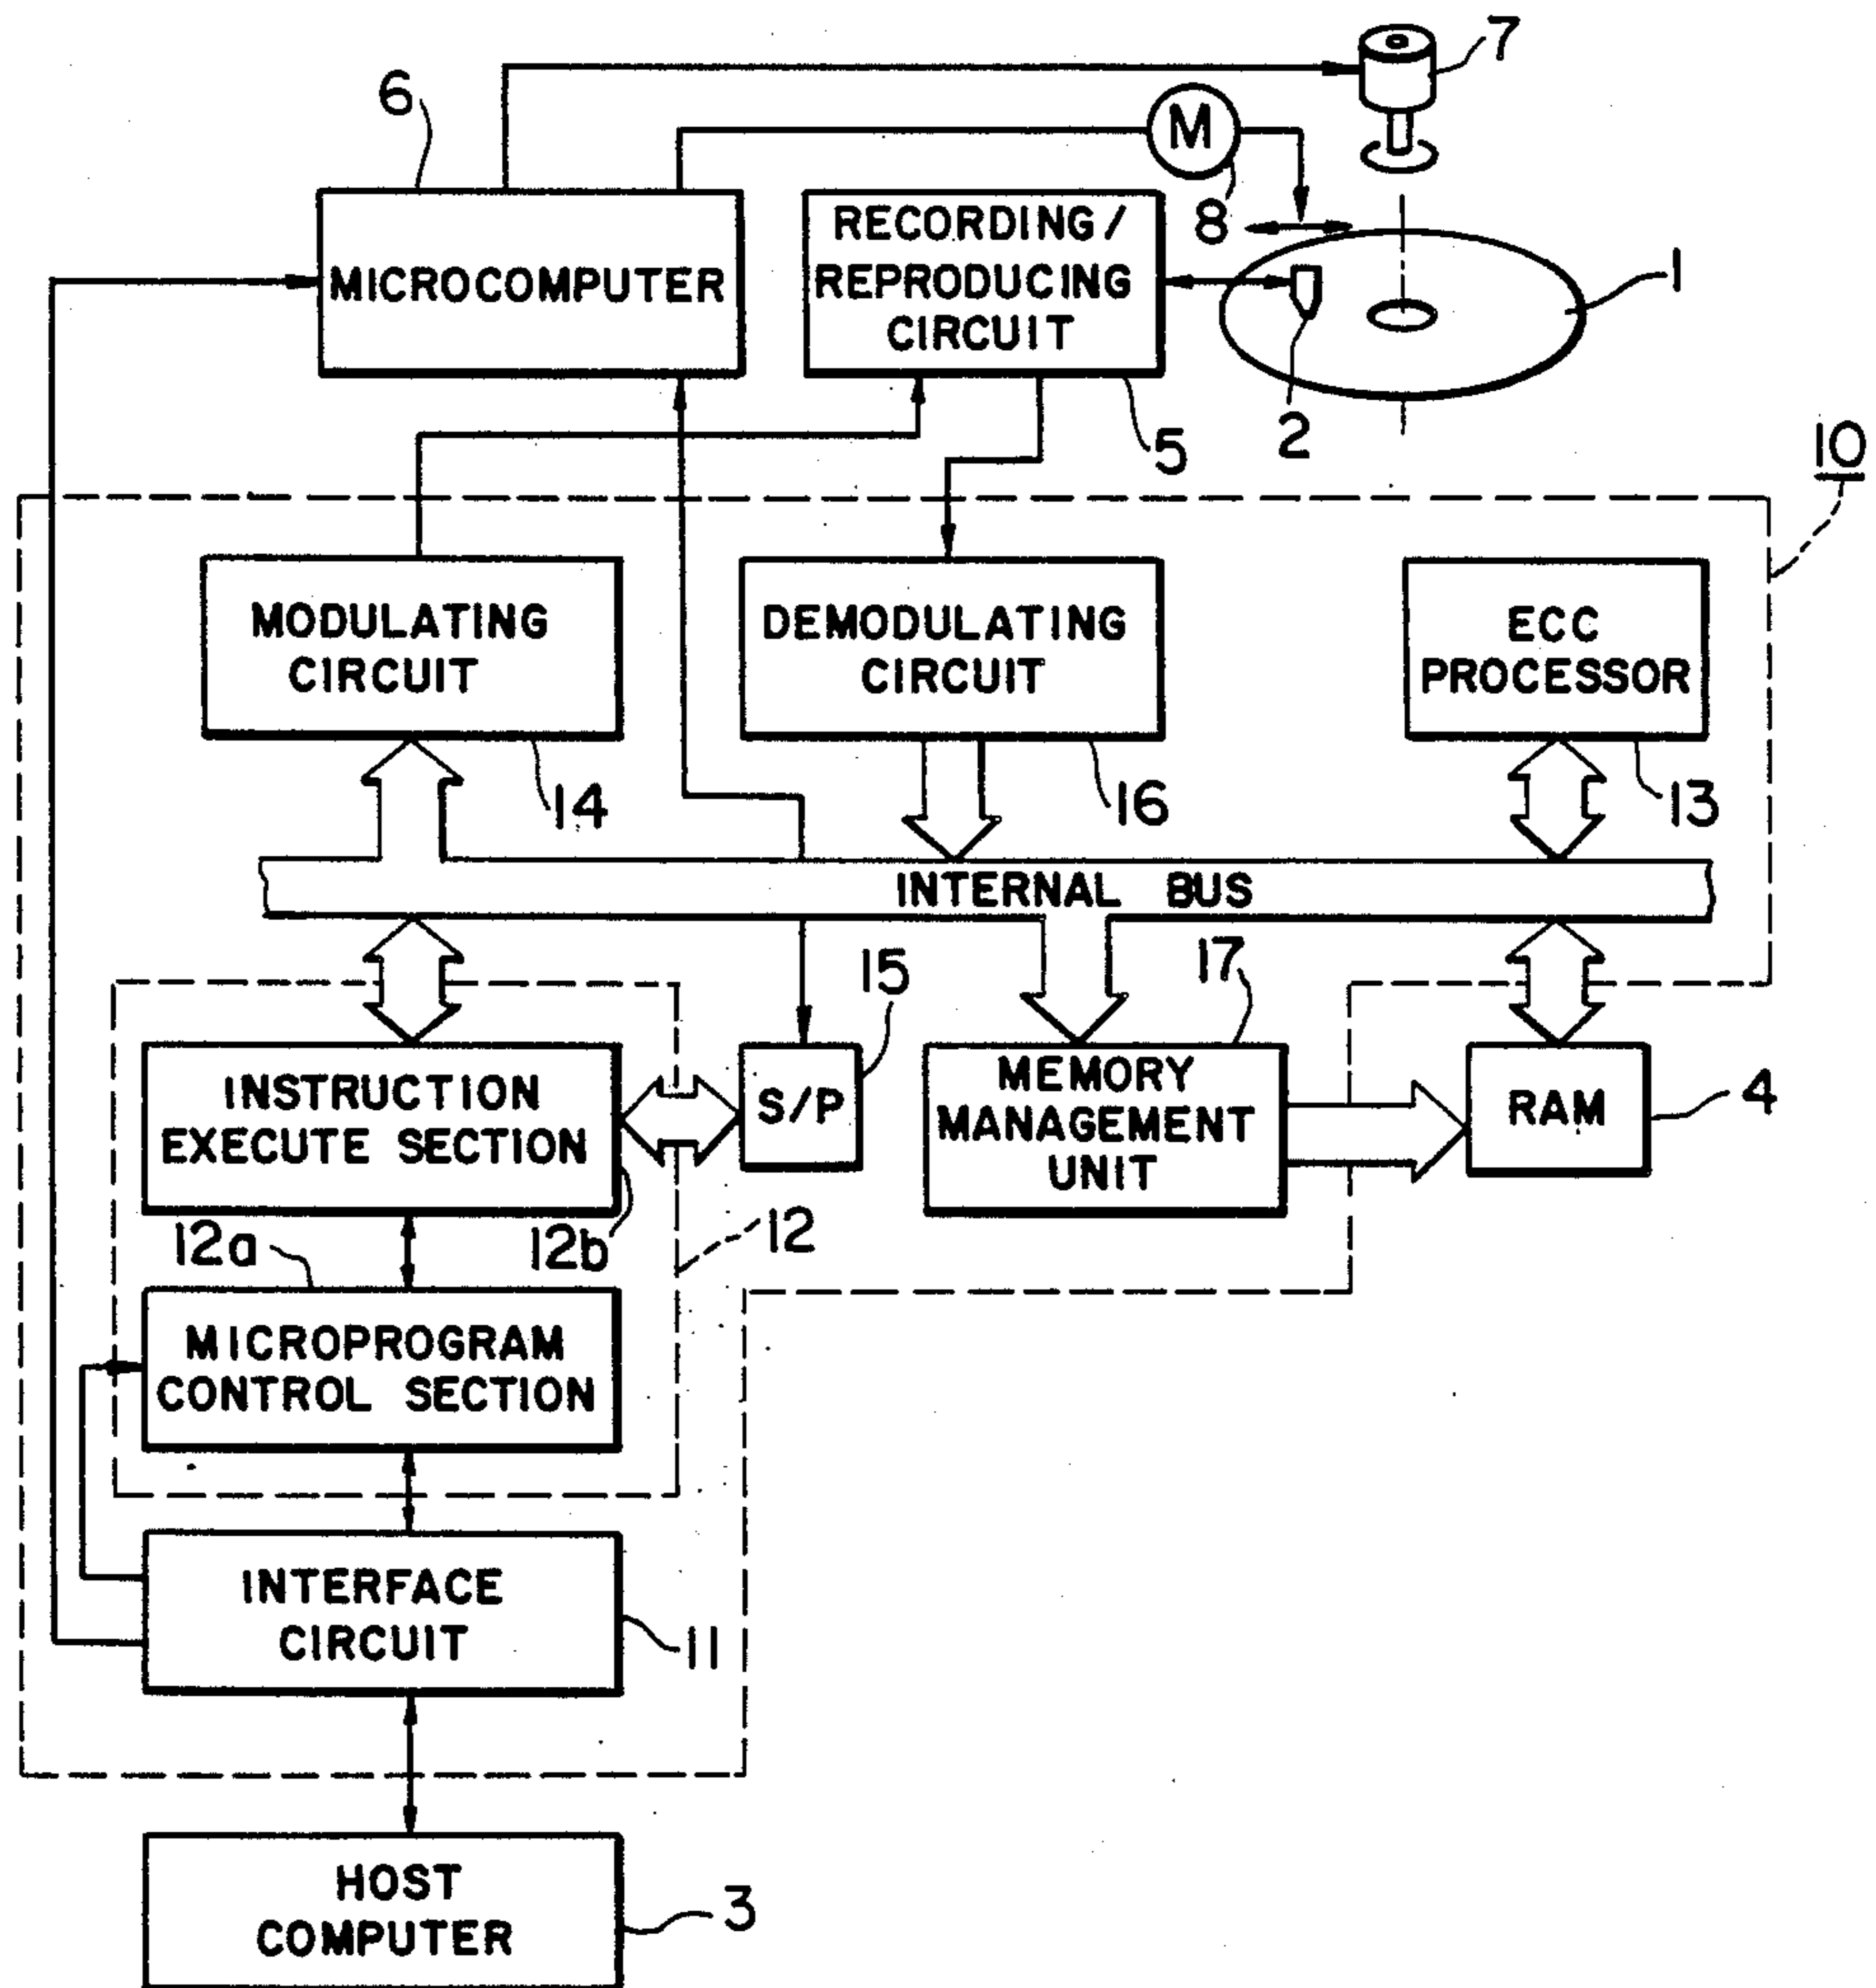 7
6
M
8
MICROCOMPUTER
RECORDING/
REPRODUCING
CIRCUIT
1
2
5
10
MODULATING
CIRCUIT
DEMODULATING
CIRCUIT
ECC
PROCESSOR
14
16
13
INTERNAL BUS
15
17
INSTRUCTION
EXECUTE SECTION
S/P
MEMORY
MANAGEMENT
UNIT
RAM
4
12a
12b
12
MICROPROGRAM
CONTROL SECTION
INTERFACE
CIRCUIT
11
HOST
COMPUTER
3